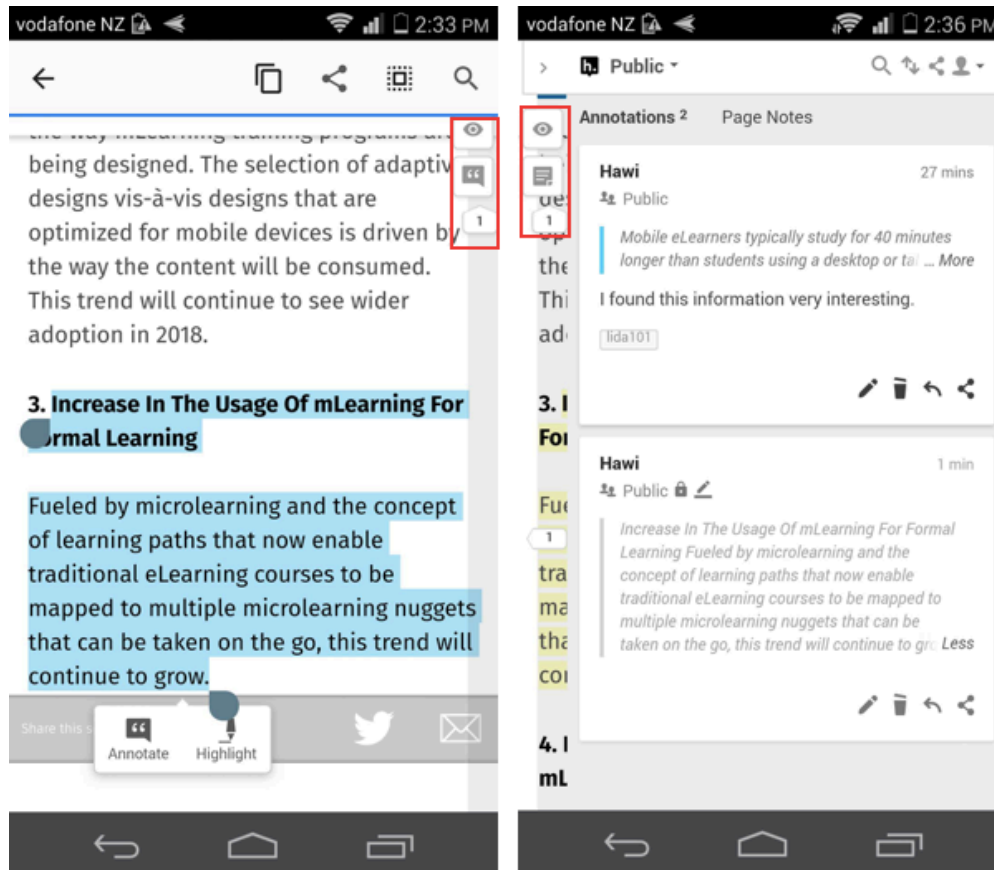 vodafone NZ 2:33 PM
being designed. The selection of adaptiv
designs vis-à-vis designs that are
optimized for mobile devices is driven by
the way the content will be consumed.
This trend will continue to see wider
adoption in 2018.
3. Increase In The Usage Of mLearning For
Formal Learning
Fueled by microlearning and the concept
of learning paths that now enable
traditional eLearning courses to be
mapped to multiple microlearning nuggets
that can be taken on the go, this trend will
continue to grow.
1
Share this s
Annotate Highlight
vodafone NZ 2:36 PM
h. Public
Annotations 2 Page Notes
Hawi 27 mins
Public
Mobile eLearners typically study for 40 minutes
longer than students using a desktop or ta ... More
I found this information very interesting.
lida101
Hawi 1 min
Public
Increase In The Usage Of mLearning For Formal
Learning Fueled by microlearning and the
concept of learning paths that now enable
traditional eLearning courses to be mapped to
multiple microlearning nuggets that can be
taken on the go, this trend will continue to gro Less
1
the
Thi
ad
3. I
For
Fue
1
tra
ma
tha
con
4. I
mL